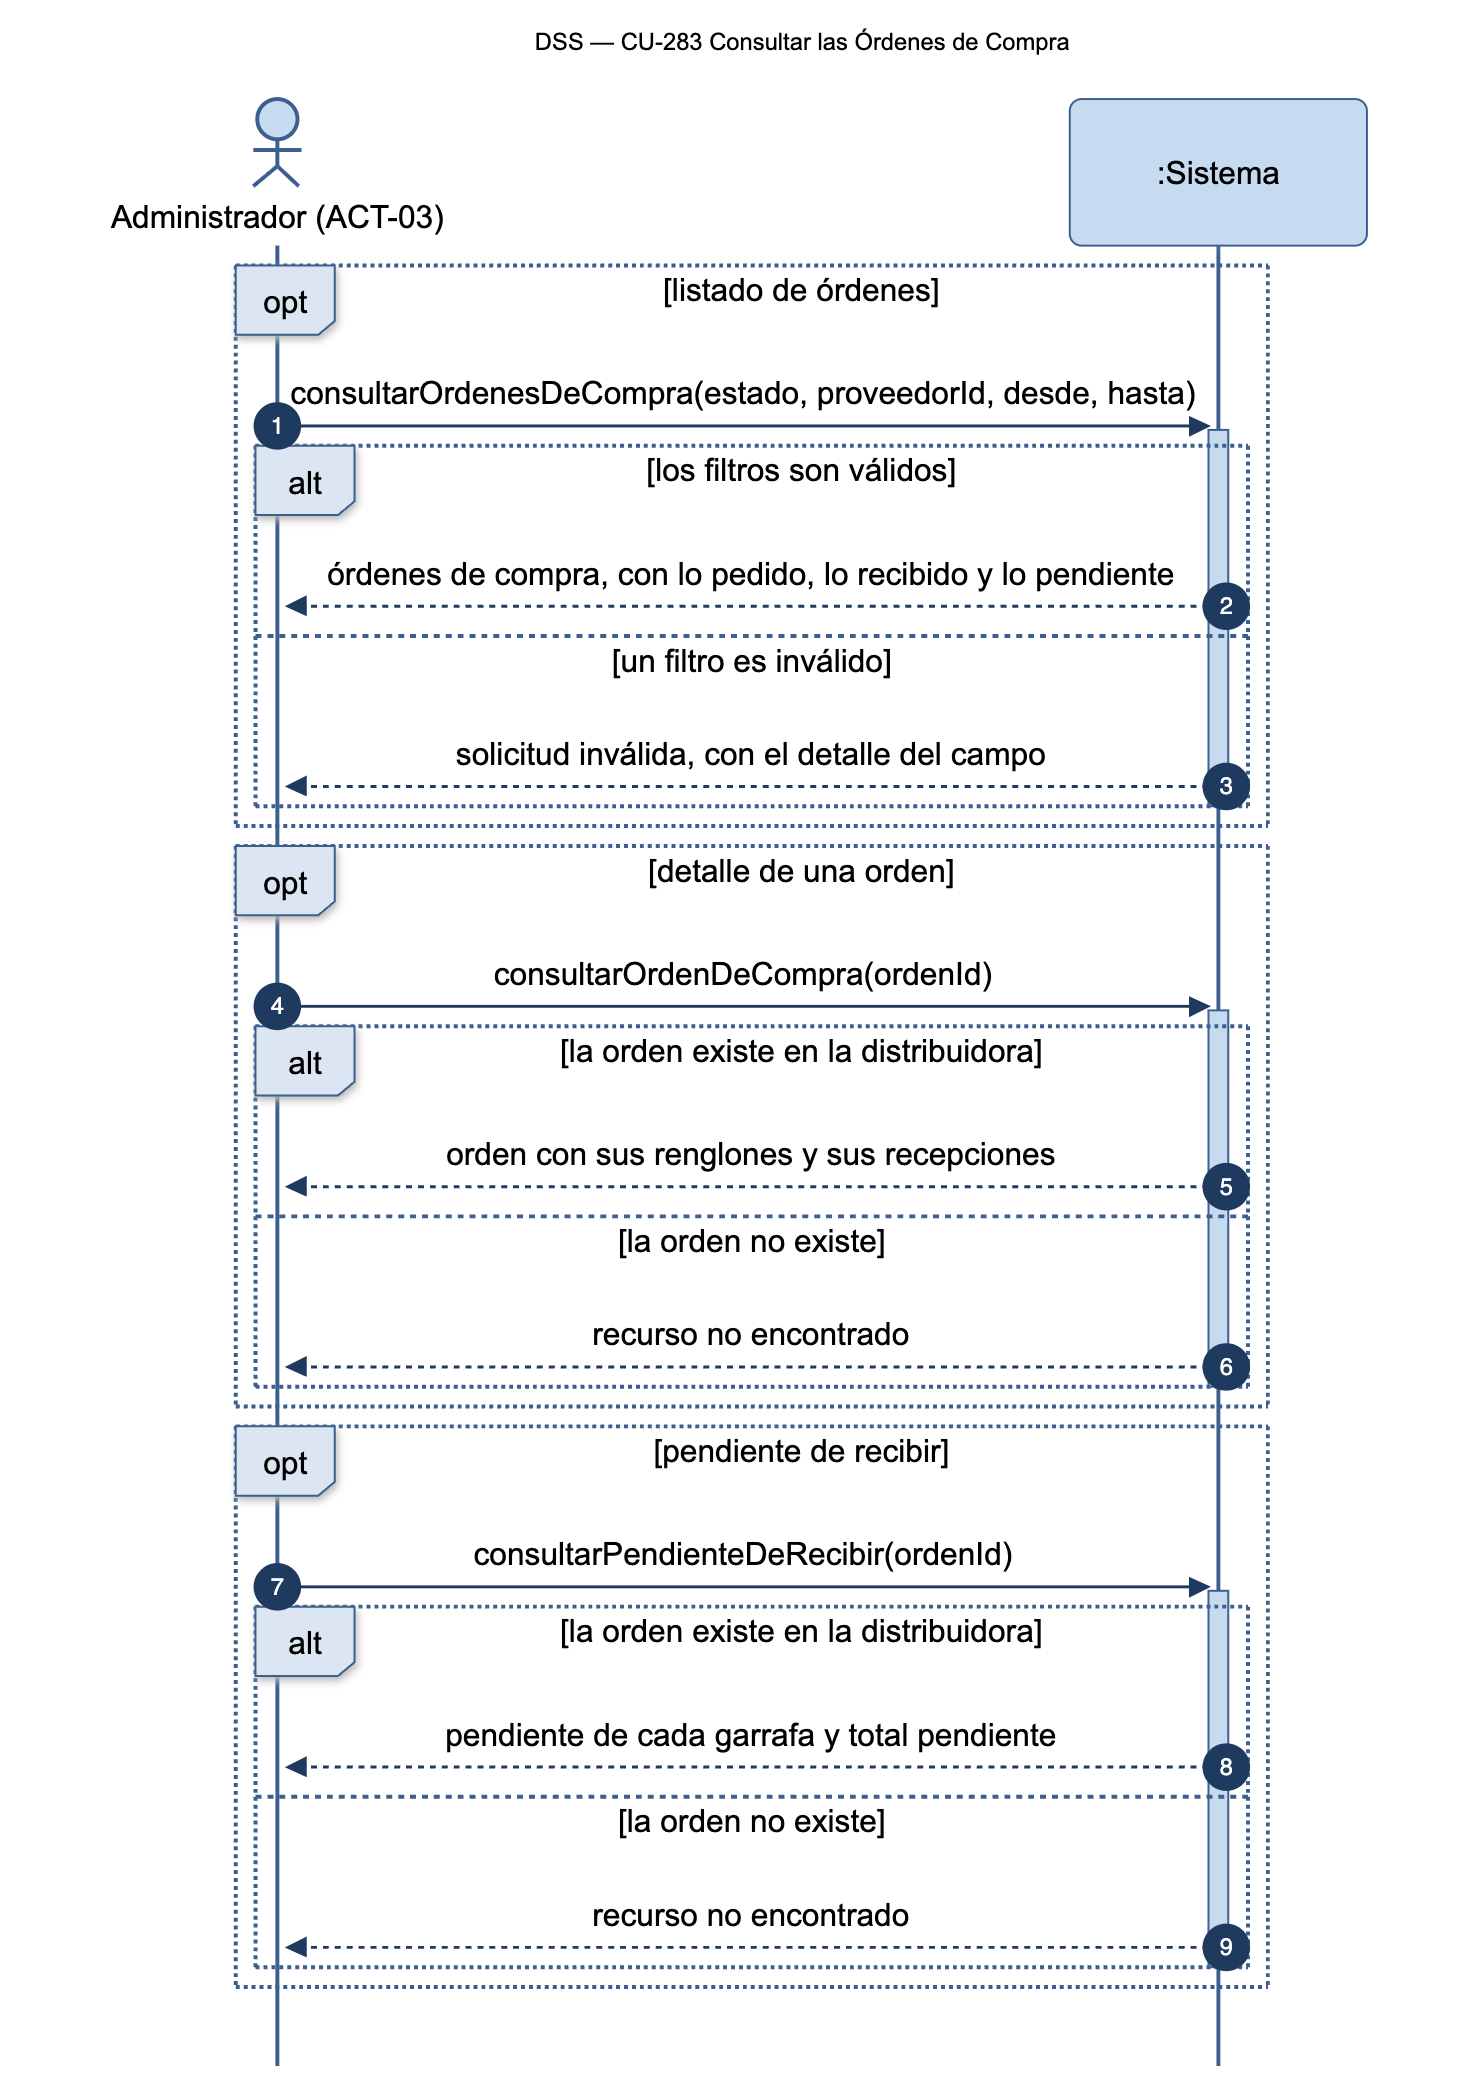 DSS — CU-283 Consultar las Órdenes de Compra
Administrador (ACT-03)
:Sistema
opt
[listado de órdenes]
consultarOrdenesDeCompra(estado, proveedorId, desde, hasta)
1
alt
[los filtros son válidos]
órdenes de compra, con lo pedido, lo recibido y lo pendiente
2
[un filtro es inválido]
solicitud inválida, con el detalle del campo
3
opt
[detalle de una orden]
consultarOrdenDeCompra(ordenId)
4
alt
[la orden existe en la distribuidora]
orden con sus renglones y sus recepciones
5
[la orden no existe]
recurso no encontrado
6
opt
[pendiente de recibir]
consultarPendienteDeRecibir(ordenId)
7
alt
[la orden existe en la distribuidora]
pendiente de cada garrafa y total pendiente
8
[la orden no existe]
recurso no encontrado
9